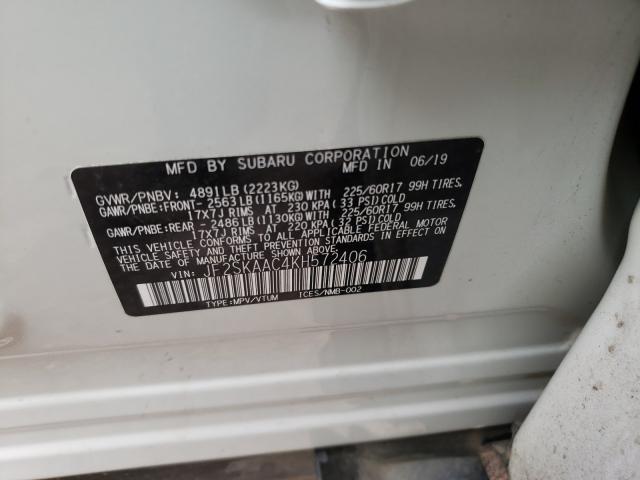 MFD BY SUBARU CORPORATION
MFD IN 06/19
GVWR/PNBV: 4891LB(2223KG)
GAWR/PNBE:FRONT- 2563LB(1165KG)WITH 225/60R17 99H TIRES.
17X7J RIMS AT 230 KPA(33 PSI)COLD
GAWR/PNBE:REAR -2486LB(1130KG)WITH 225/60R17 99H TIRES.
17X7J RIMS AT 220 KPA(32 PSI)COLD
THIS VEHICLE CONFORMS TO ALL APPLICABLE FEDERAL MOTOR
VEHICLE SAFETY STANDARDS IN EFFECT ON THE DATE
OF MANUFACTURE SHOWN ABOVE.
VIN: JF2SKAAC4KH572406
TYPE:MPV/VTUM ICES/NMB-002